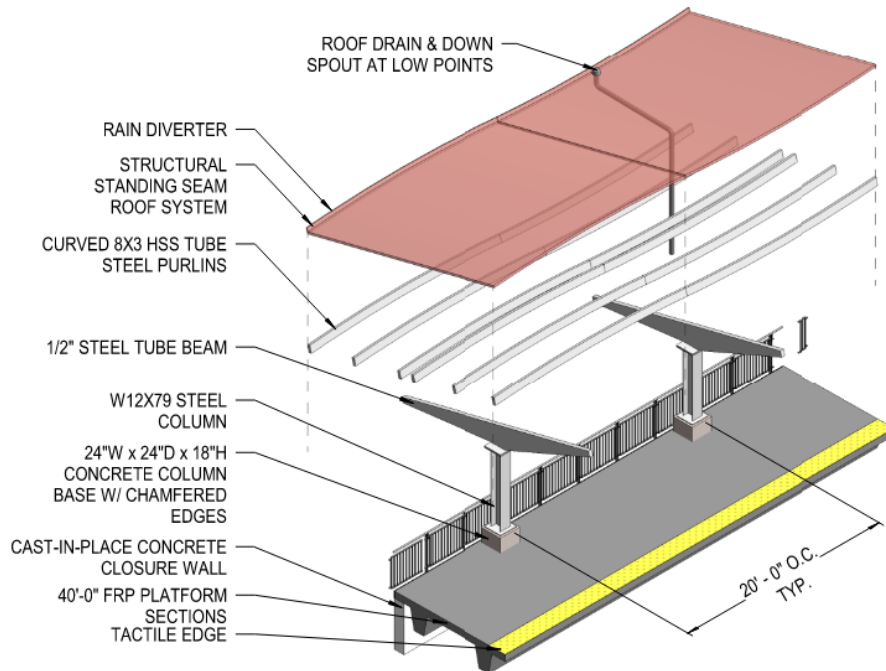 ROOF DRAIN & DOWN
SPOUT AT LOW POINTS
RAIN DIVERTER
STRUCTURAL
STANDING SEAM
ROOF SYSTEM
CURVED 8X3 HSS TUBE
STEEL PURLINS
1/2" STEEL TUBE BEAM
W12X79 STEEL
COLUMN
24"W x 24"D x 18"H
CONCRETE COLUMN
BASE W/ CHAMFERED
EDGES
CAST-IN-PLACE CONCRETE
CLOSURE WALL
40'-0" FRP PLATFORM
SECTIONS
TACTILE EDGE
20' - 0" O.C.
TYP.